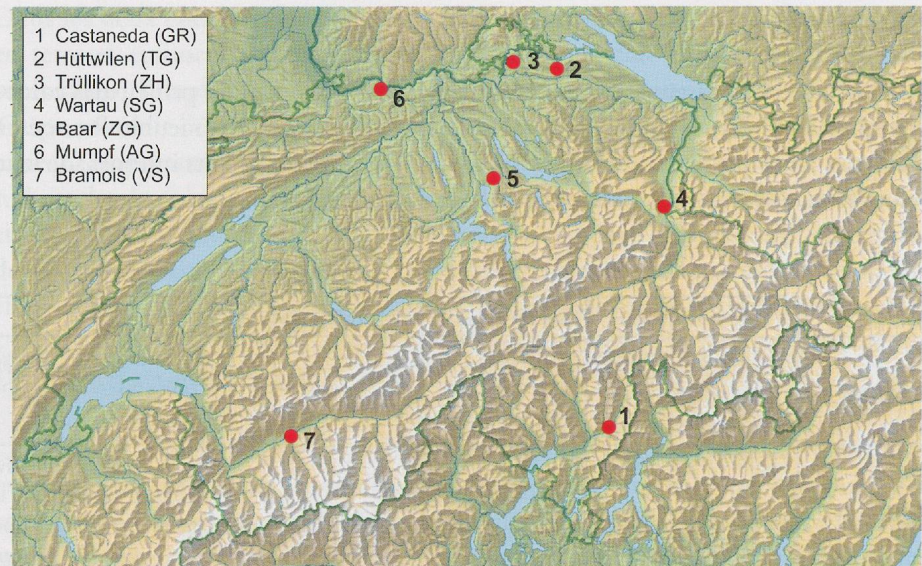 1 Castaneda (GR)
2 Hüttwilen (TG)
3 Trüllikon (ZH)
4 Wartau (SG)
5 Baar (ZG)
6 Mumpf (AG)
7 Bramois (VS)
3
2
6
5
4
1
7